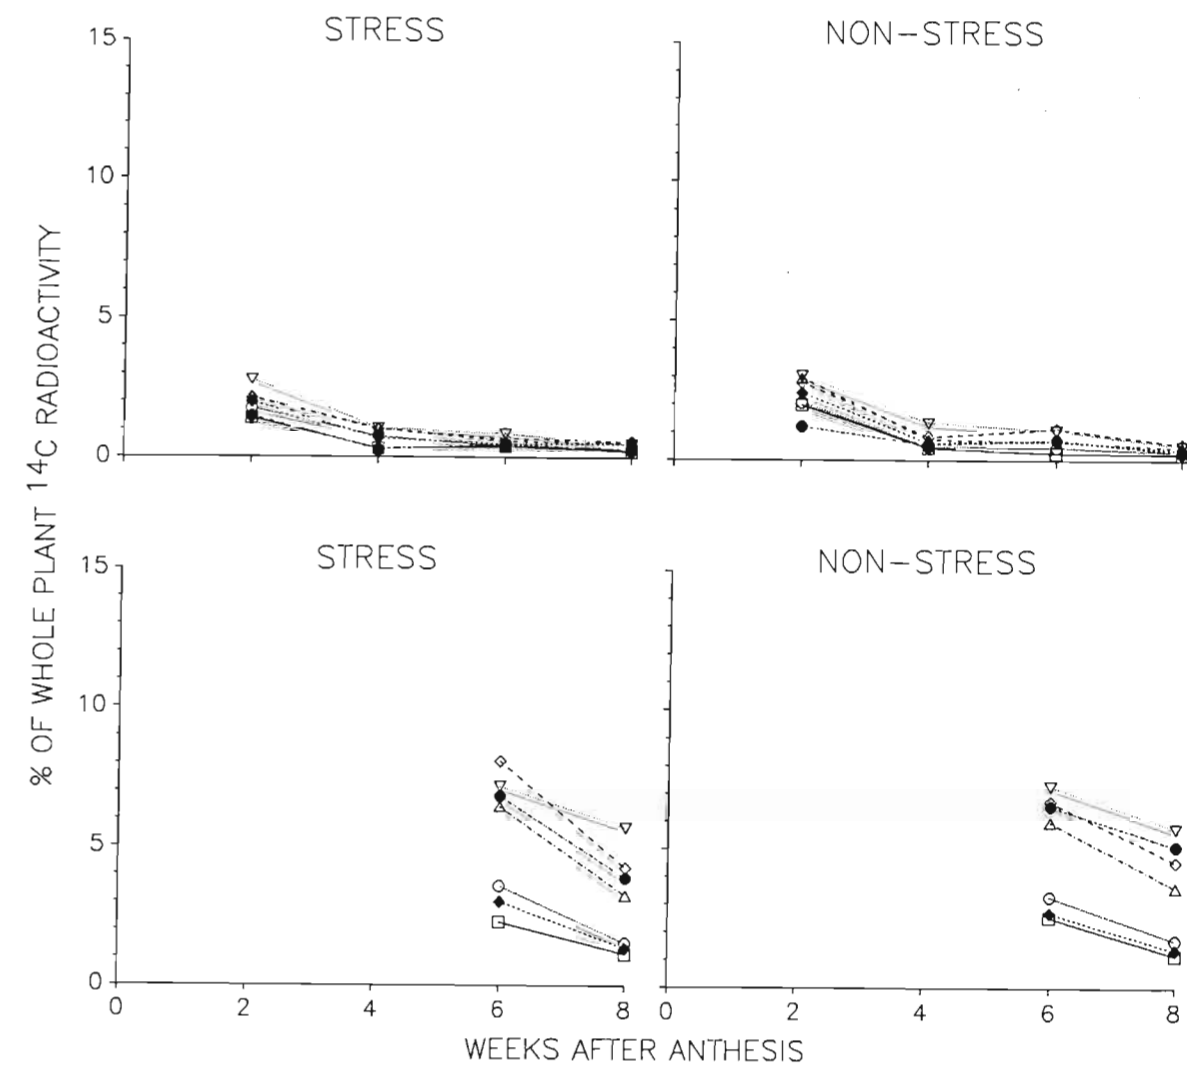 STRESS
NON-STRESS
15
10
5
0
% OF WHOLE PLANT 14C RADIOACTIVITY
STRESS
NON-STRESS
15
10
5
0
0 2 4 6 8
0 2 4 6 8
WEEKS AFTER ANTHESIS